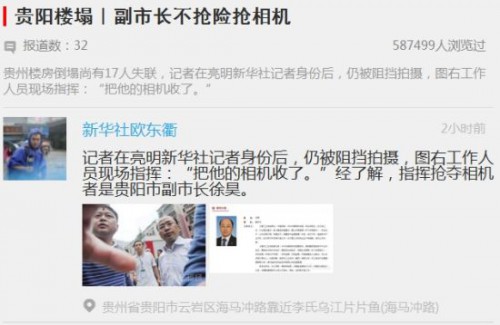 贵阳楼塌｜副市长不抢险抢相机
报道数：32 587499人浏览过
贵州楼房倒塌尚有17人失联，记者在亮明新华社记者身份后，仍被阻挡拍摄，图右工作
人员现场指挥：“把他的相机收了。”
新华社欧东衢 2小时前
记者在亮明新华社记者身份后，仍被阻挡拍摄，图右工作人
员现场指挥：“把他的相机收了。”经了解，指挥抢夺相机
者是贵阳市副市长徐昊。
贵州省贵阳市云岩区海马冲路靠近李氏乌江片片鱼(海马冲路)